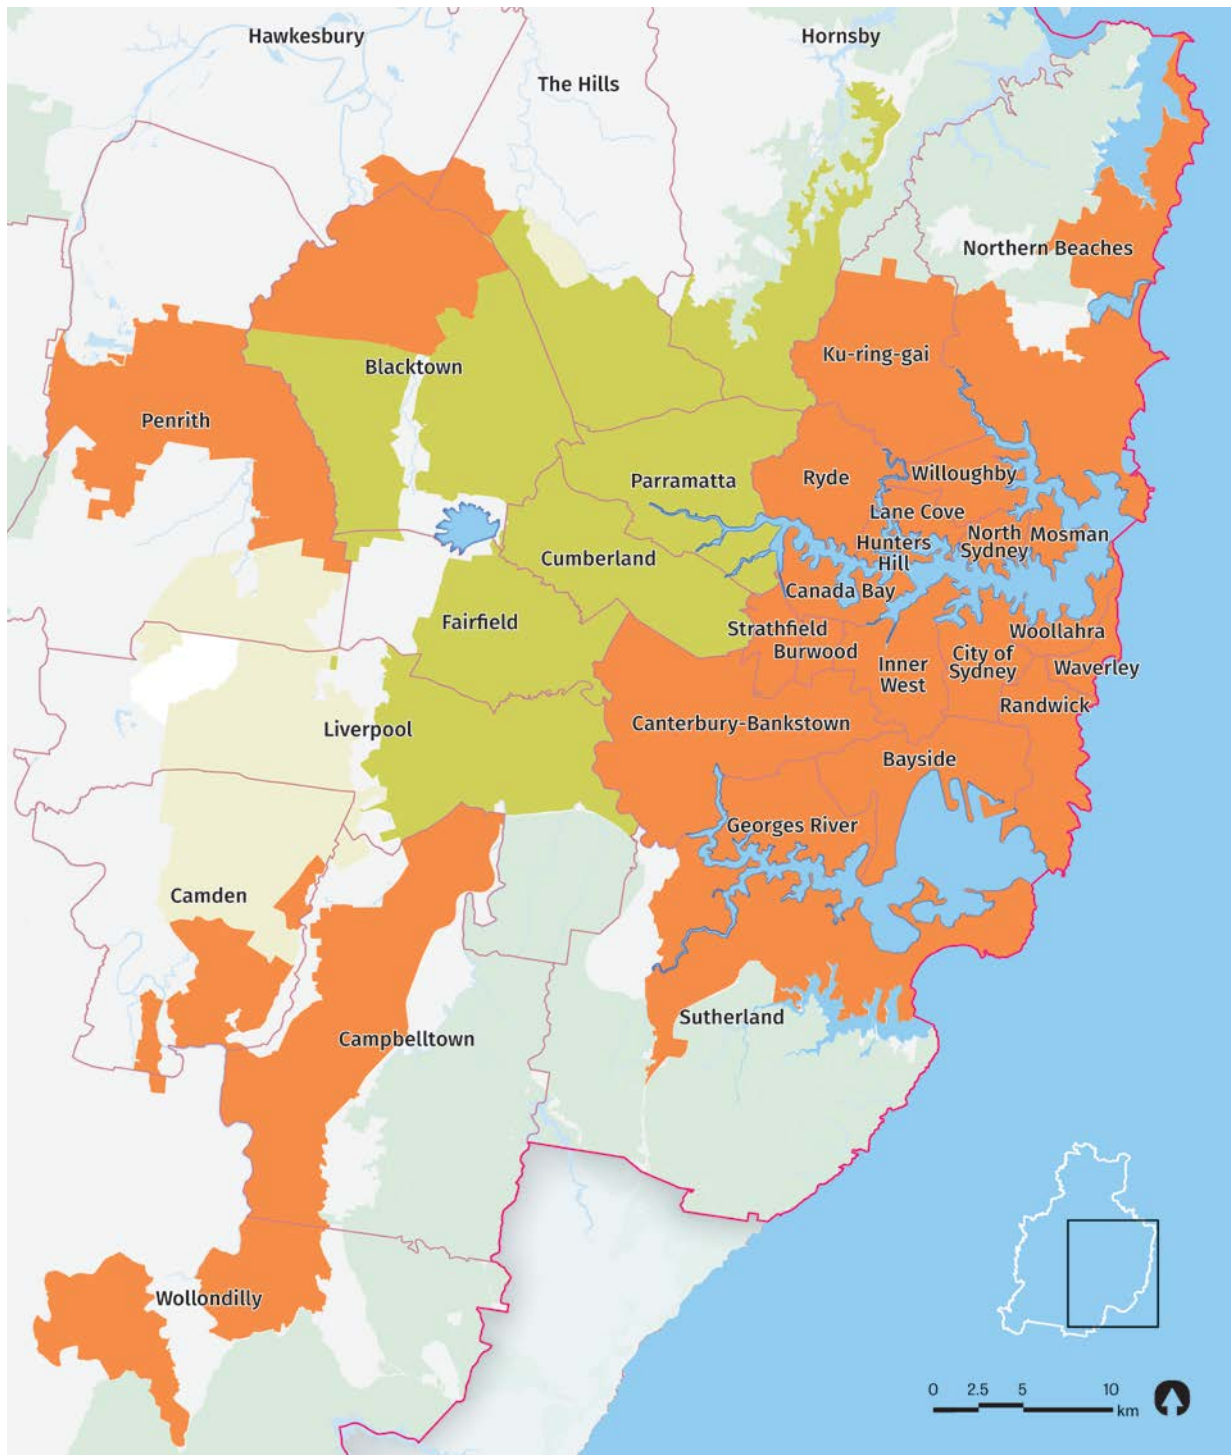 Hawkesbury
Hornsby
The Hills
Northern Beaches
Ku-ring-gai
Blacktown
Penrith
Parramatta
Ryde
Willoughby
Lane Cove
North
Sydney
Mosman
Hunters
Hill
Cumberland
Canada Bay
Fairfield
Strathfield
Burwood
Woollahra
Inner
West
City of
Sydney
Waverley
Randwick
Liverpool
Canterbury-Bankstown
Bayside
Georges River
Camden
Sutherland
Campbelltown
Wollondilly
0 2.5 5 10
km